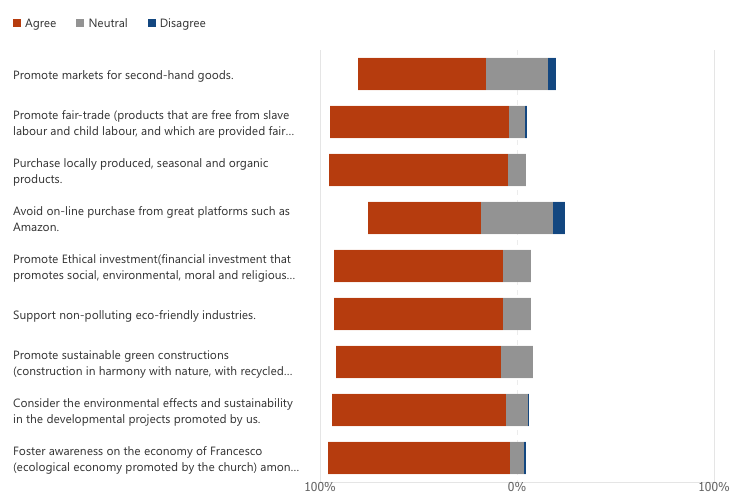 Agree Neutral Disagree
Promote markets for second-hand goods.
Promote fair-trade (products that are free from slave
labour and child labour, and which are provided fair...
Purchase locally produced, seasonal and organic
products.
Avoid on-line purchase from great platforms such as
Amazon.
Promote Ethical investment(financial investment that
promotes social, environmental, moral and religious...
Support non-polluting eco-friendly industries.
Promote sustainable green constructions
(construction in harmony with nature, with recycled...
Consider the environmental effects and sustainability
in the developmental projects promoted by us.
Foster awareness on the economy of Francesco
(ecological economy promoted by the church) amon...
100% 0% 100%